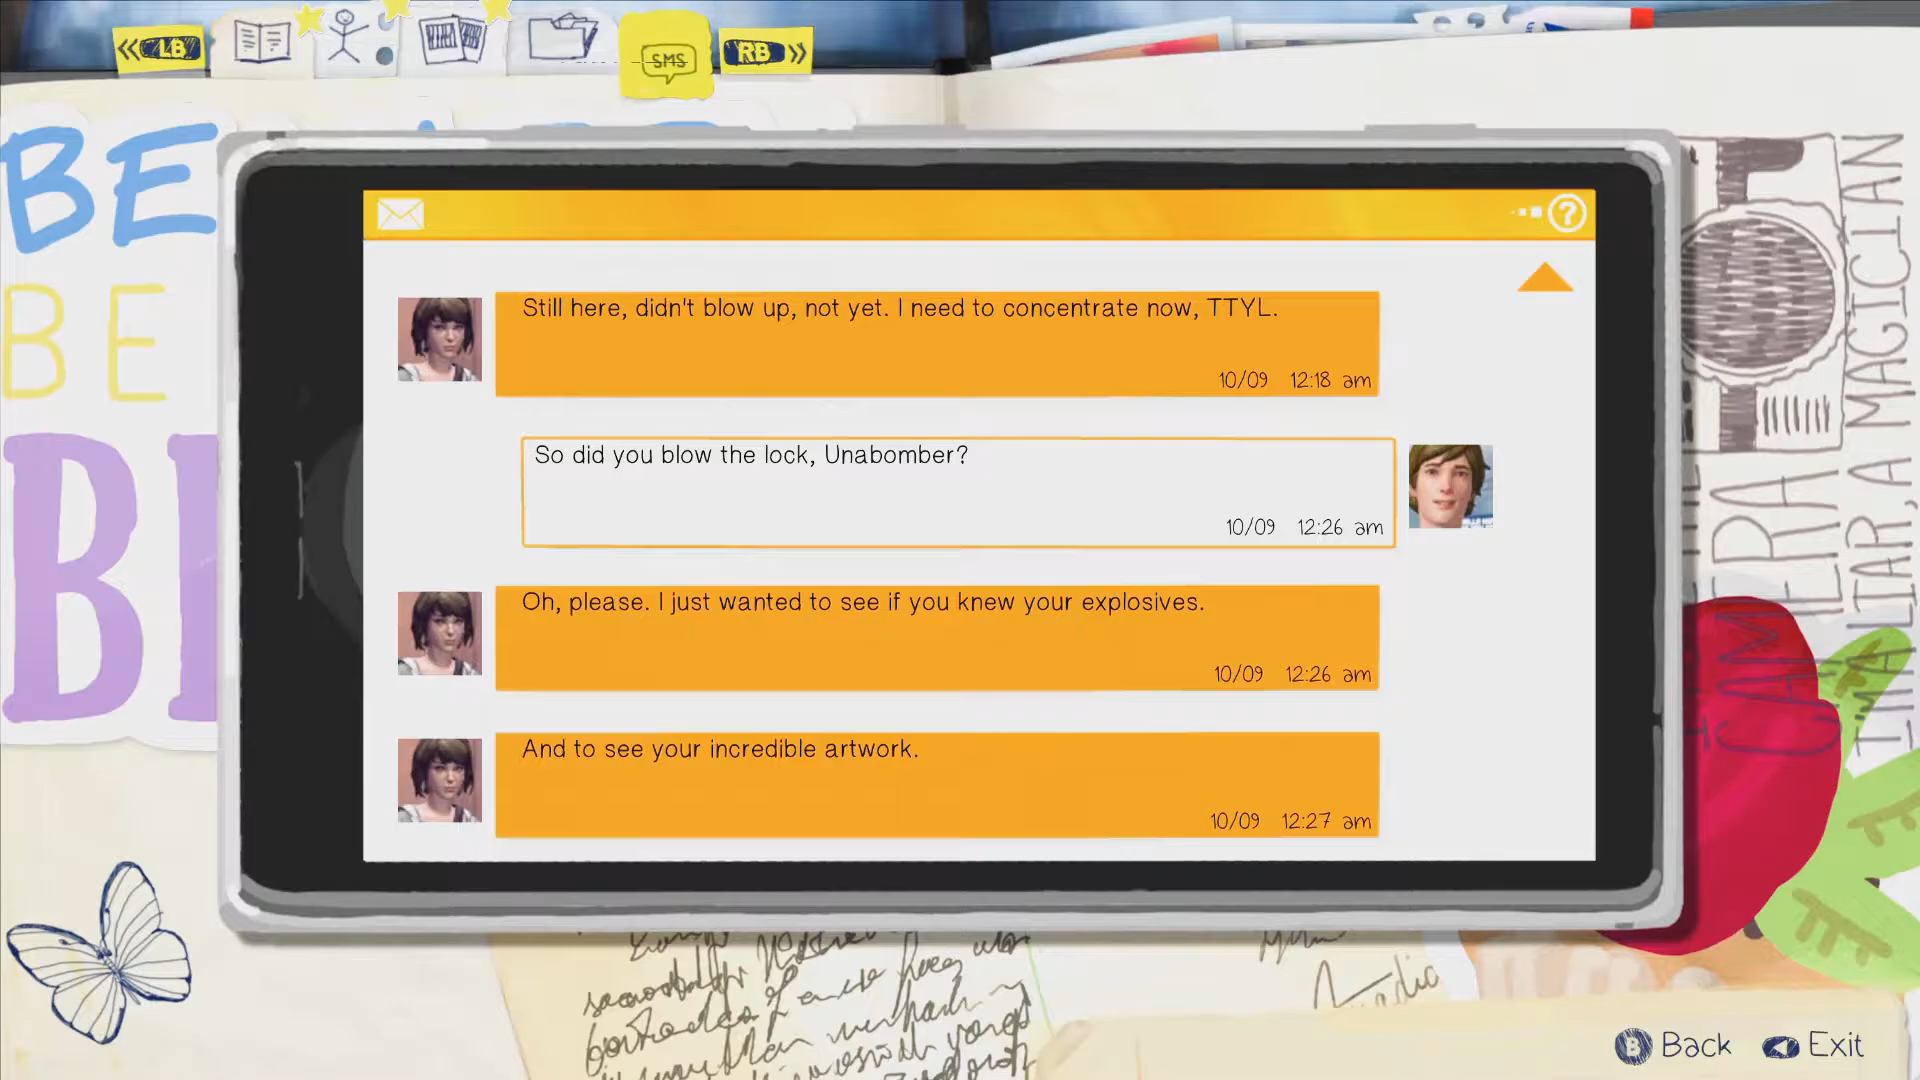 LB
SMS
RB
BE
BE
?
Still here, didn't blow up, not yet. I need to concentrate now, TTYL.
10/09 12:18 am
So did you blow the lock, Unabomber?
10/09 12:26 am
Oh, please. I just wanted to see if you knew your explosives.
10/09 12:26 am
And to see your incredible artwork.
10/09 12:27 am
CAMERA
LIAR, A MAGICIAN
B Back
Exit